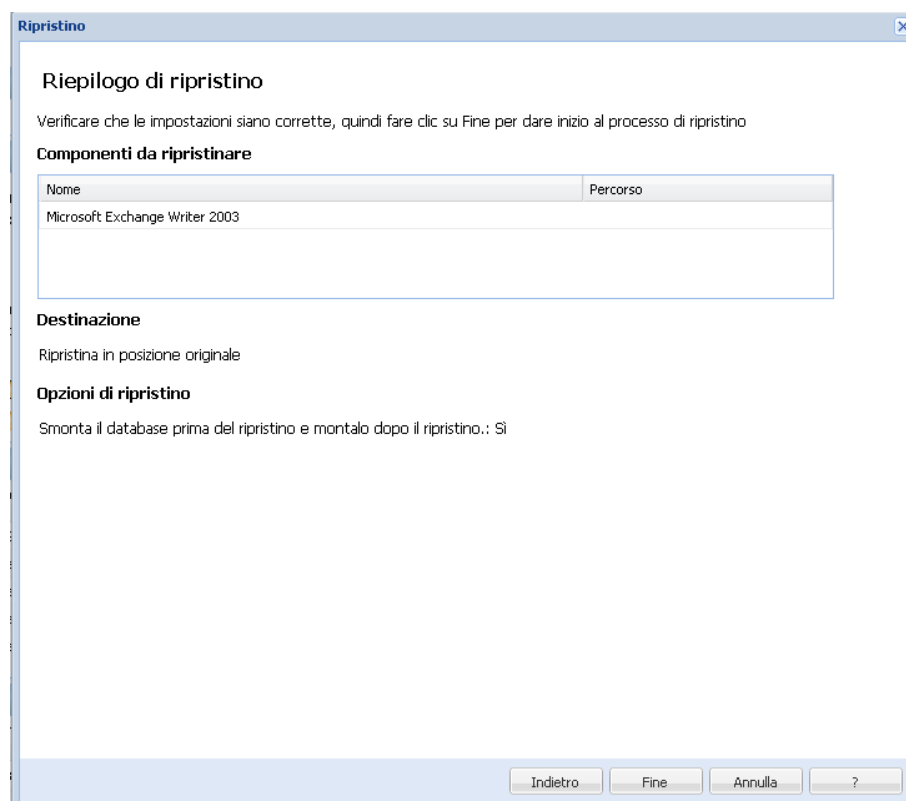 Ripristino
Riepilogo di ripristino
Verificare che le impostazioni siano corrette, quindi fare clic su Fine per dare inizio al processo di ripristino
Componenti da ripristinare
Nome Percorso
Microsoft Exchange Writer 2003
Destinazione
Ripristina in posizione originale
Opzioni di ripristino
Smonta il database prima del ripristino e montalo dopo il ripristino.: Sì
Indietro Fine Annulla ?